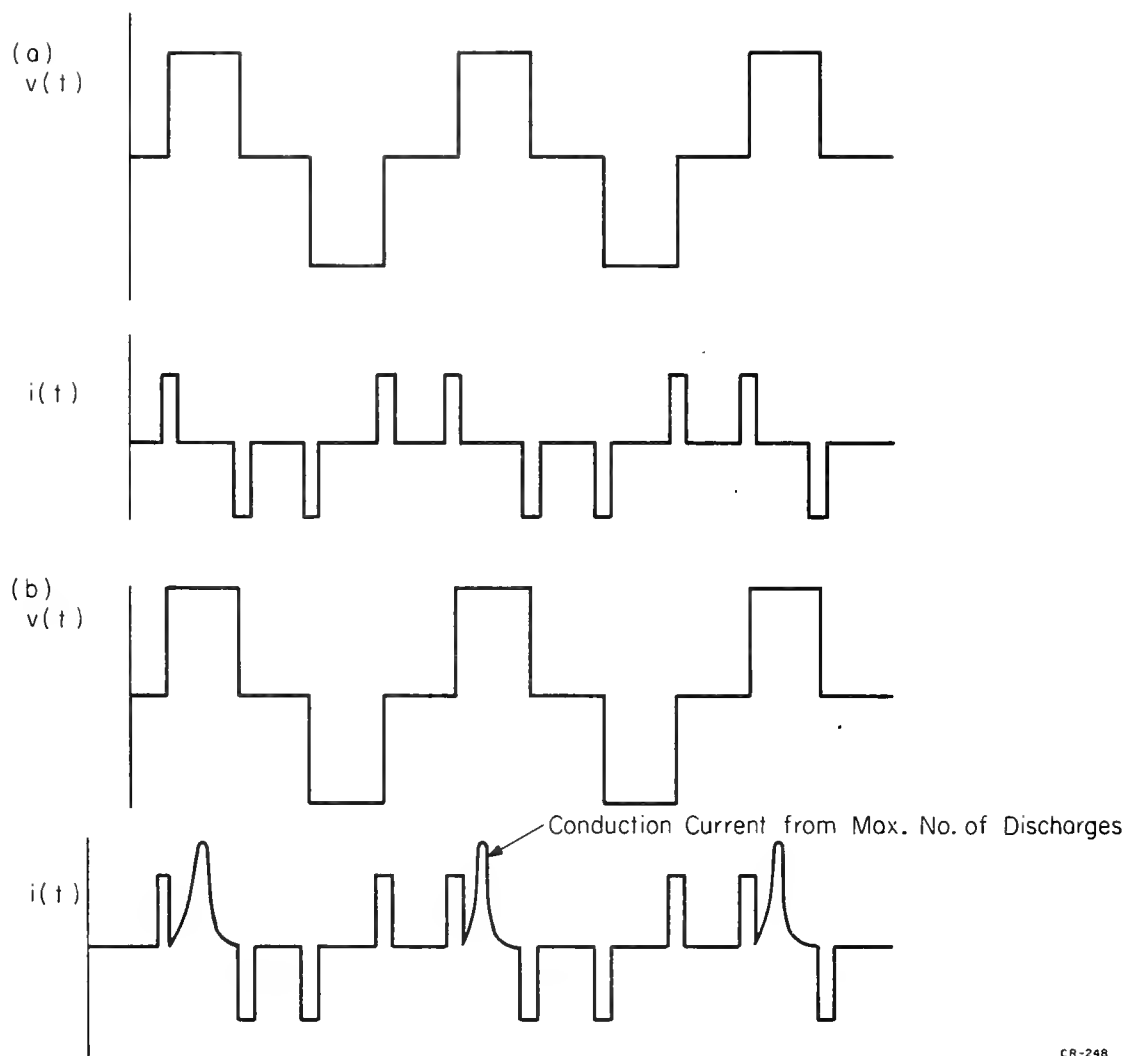 (a)
v(t)
i(t)
(b)
v(t)
Conduction Current from Max. No. of Discharges
i(t)
CR-248